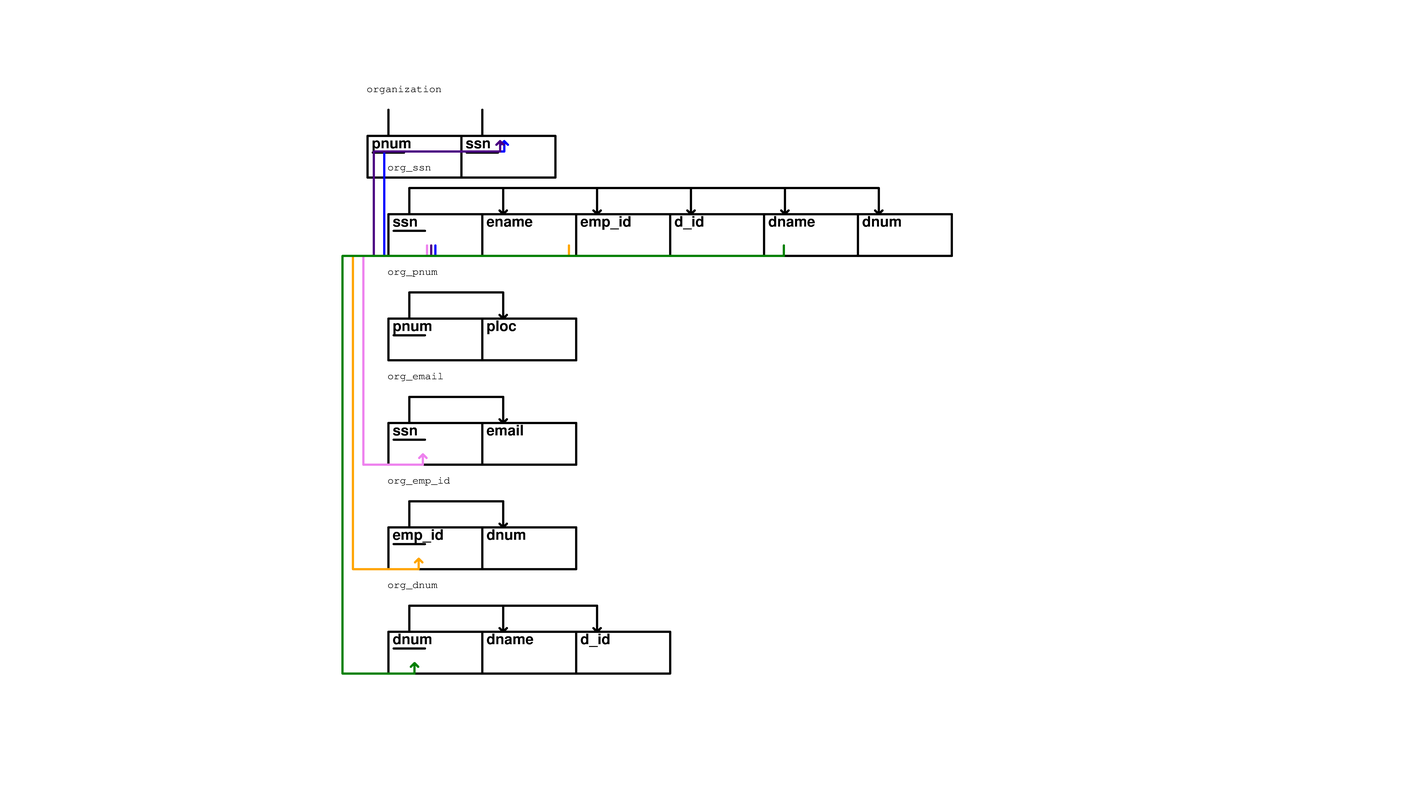 organization
pnum ssn
org_ssn
ssn ename emp_id d_id dname dnum
org_pnum
pnum ploc
org_email
ssn email
org_emp_id
emp_id dnum
org_dnum
dnum dname d_id